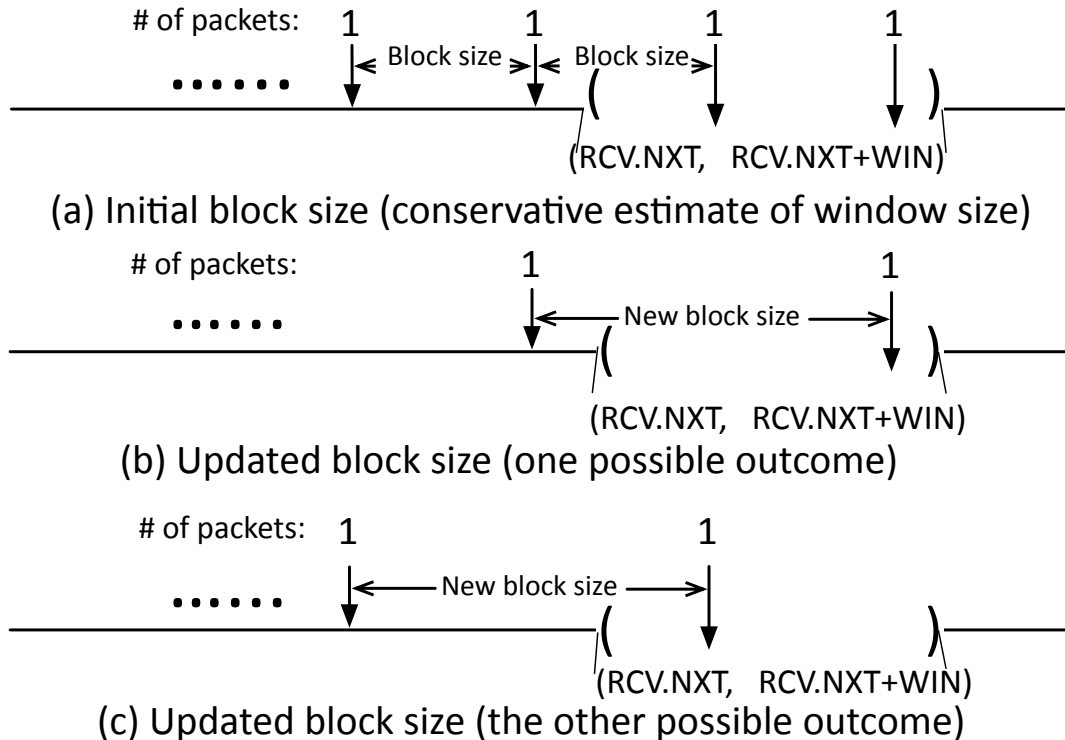 # of packets: 1 1 1 1
Block size Block size
......
( )
(RCV.NXT, RCV.NXT+WIN)
(a) Initial block size (conservative estimate of window size)
# of packets: 1 1
New block size
......
( )
(RCV.NXT, RCV.NXT+WIN)
(b) Updated block size (one possible outcome)
# of packets: 1 1
New block size
......
( )
(RCV.NXT, RCV.NXT+WIN)
(c) Updated block size (the other possible outcome)